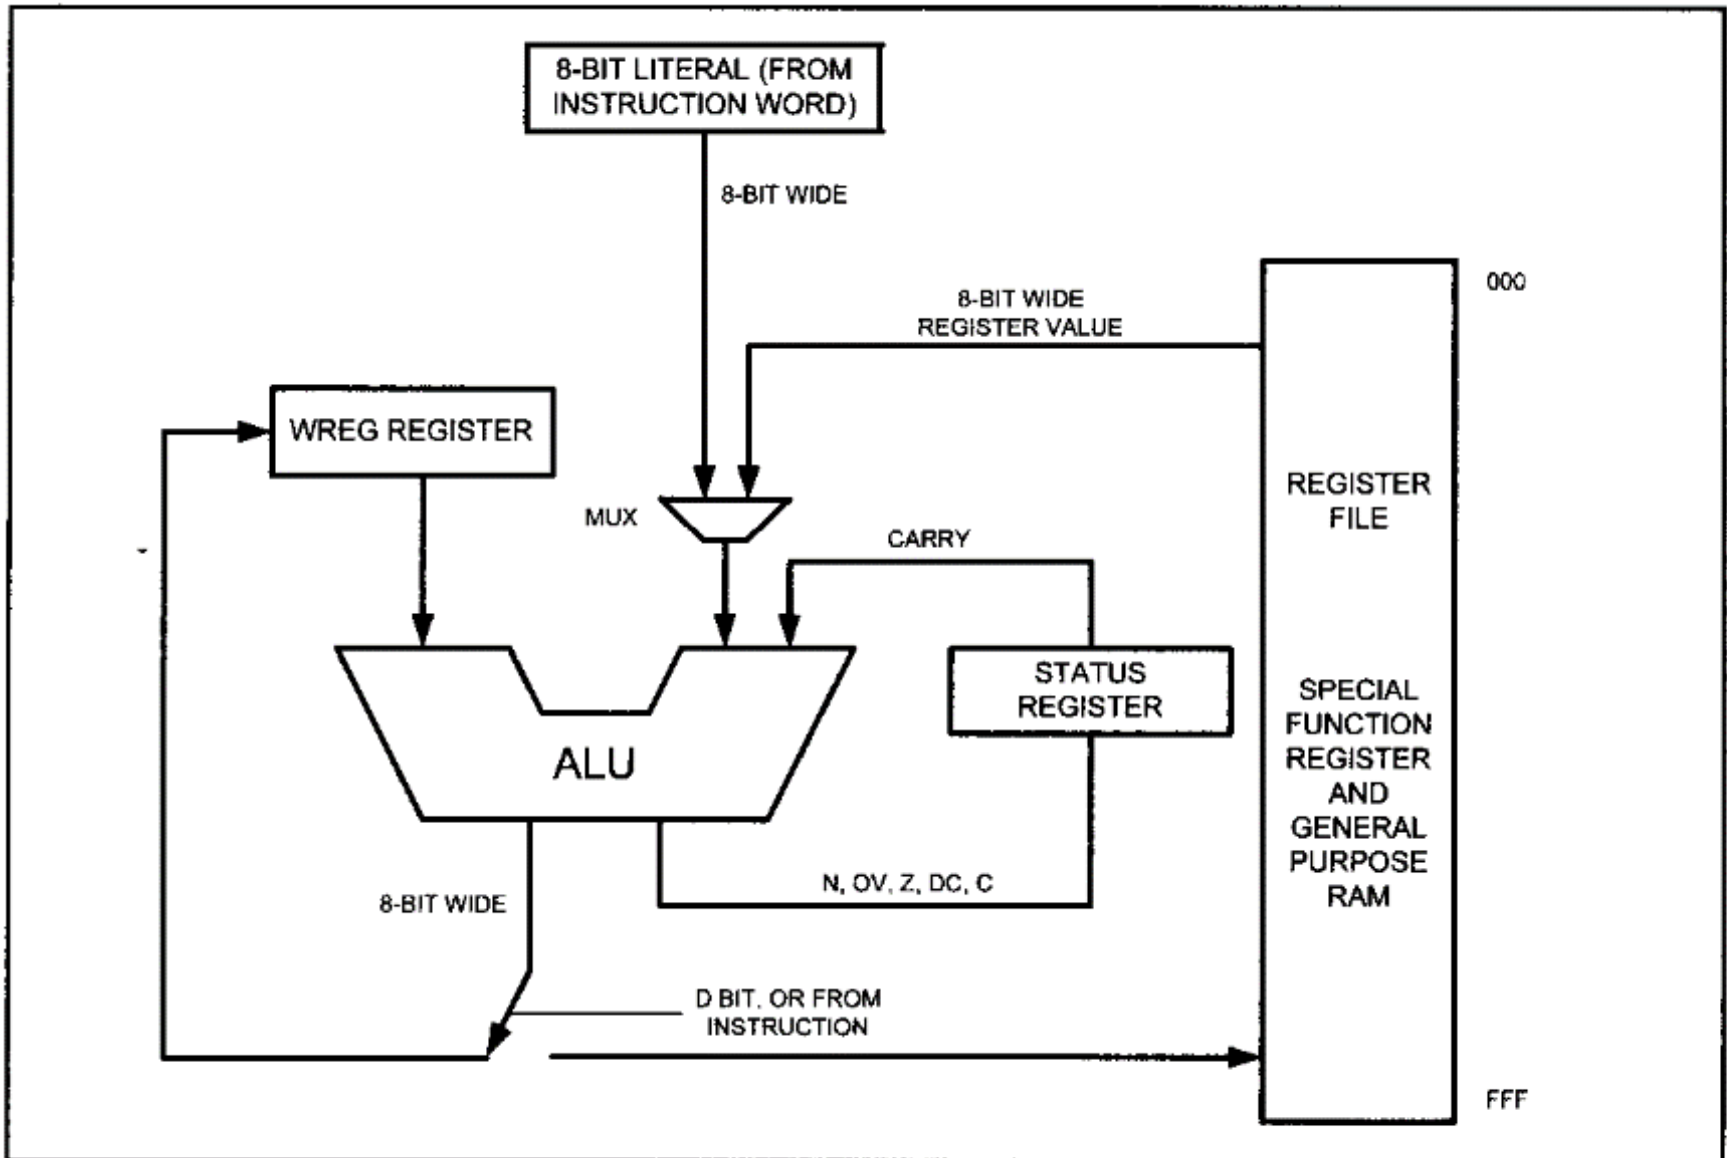 8-BIT LITERAL (FROM
INSTRUCTION WORD)
8-BIT WIDE
000
8-BIT WIDE
REGISTER VALUE
WREG REGISTER
REGISTER
FILE
MUX
CARRY
STATUS
REGISTER
SPECIAL
FUNCTION
REGISTER
AND
GENERAL
PURPOSE
RAM
ALU
N, OV, Z, DC, C
8-BIT WIDE
D BIT. OR FROM
INSTRUCTION
FFF